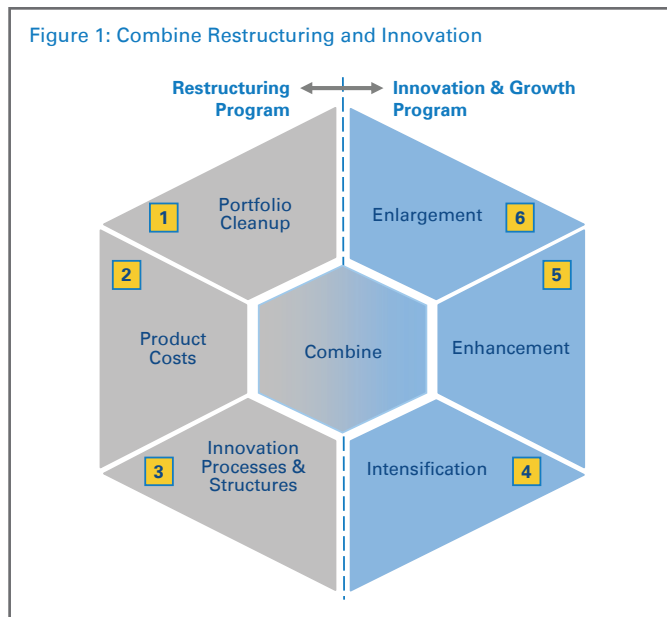 Figure 1: Combine Restructuring and Innovation
Restructuring
Program
Innovation & Growth
Program
1
Portfolio
Cleanup
2
Product
Costs
3
Innovation
Processes &
Structures
Combine
Enlargement
6
5
Enhancement
Intensification
4